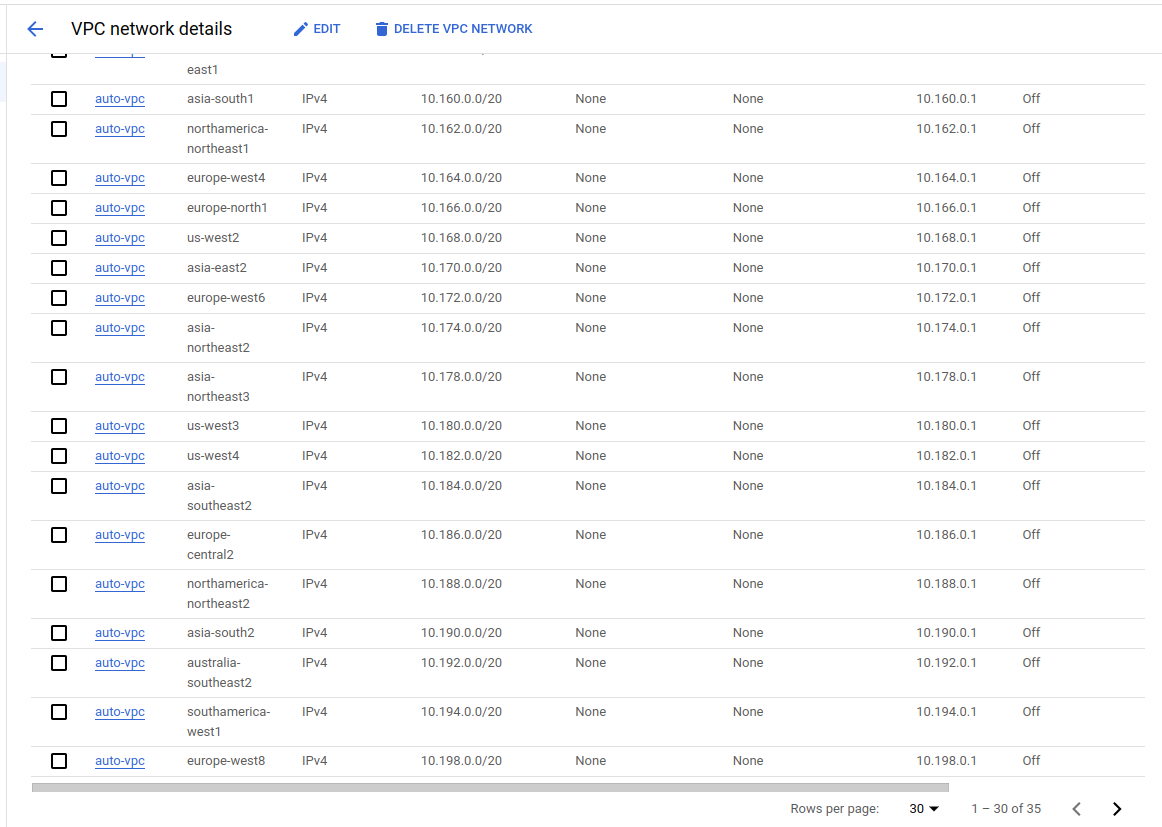 VPC network details EDIT DELETE VPC NETWORK
east1
auto-vpc asia-south1 IPv4 10.160.0.0/20 None None 10.160.0.1 Off
auto-vpc northamerica- IPv4 10.162.0.0/20 None None 10.162.0.1 Off
northeast1
auto-vpc europe-west4 IPv4 10.164.0.0/20 None None 10.164.0.1 Off
auto-vpc europe-north1 IPv4 10.166.0.0/20 None None 10.166.0.1 Off
auto-vpc us-west2 IPv4 10.168.0.0/20 None None 10.168.0.1 Off
auto-vpc asia-east2 IPv4 10.170.0.0/20 None None 10.170.0.1 Off
auto-vpc europe-west6 IPv4 10.172.0.0/20 None None 10.172.0.1 Off
auto-vpc asia- IPv4 10.174.0.0/20 None None 10.174.0.1 Off
northeast2
auto-vpc asia- IPv4 10.178.0.0/20 None None 10.178.0.1 Off
northeast3
auto-vpc us-west3 IPv4 10.180.0.0/20 None None 10.180.0.1 Off
auto-vpc us-west4 IPv4 10.182.0.0/20 None None 10.182.0.1 Off
auto-vpc asia- IPv4 10.184.0.0/20 None None 10.184.0.1 Off
southeast2
auto-vpc europe- IPv4 10.186.0.0/20 None None 10.186.0.1 Off
central2
auto-vpc northamerica- IPv4 10.188.0.0/20 None None 10.188.0.1 Off
northeast2
auto-vpc asia-south2 IPv4 10.190.0.0/20 None None 10.190.0.1 Off
auto-vpc australia- IPv4 10.192.0.0/20 None None 10.192.0.1 Off
southeast2
auto-vpc southamerica- IPv4 10.194.0.0/20 None None 10.194.0.1 Off
west1
auto-vpc europe-west8 IPv4 10.198.0.0/20 None None 10.198.0.1 Off
Rows per page: 30 1 – 30 of 35